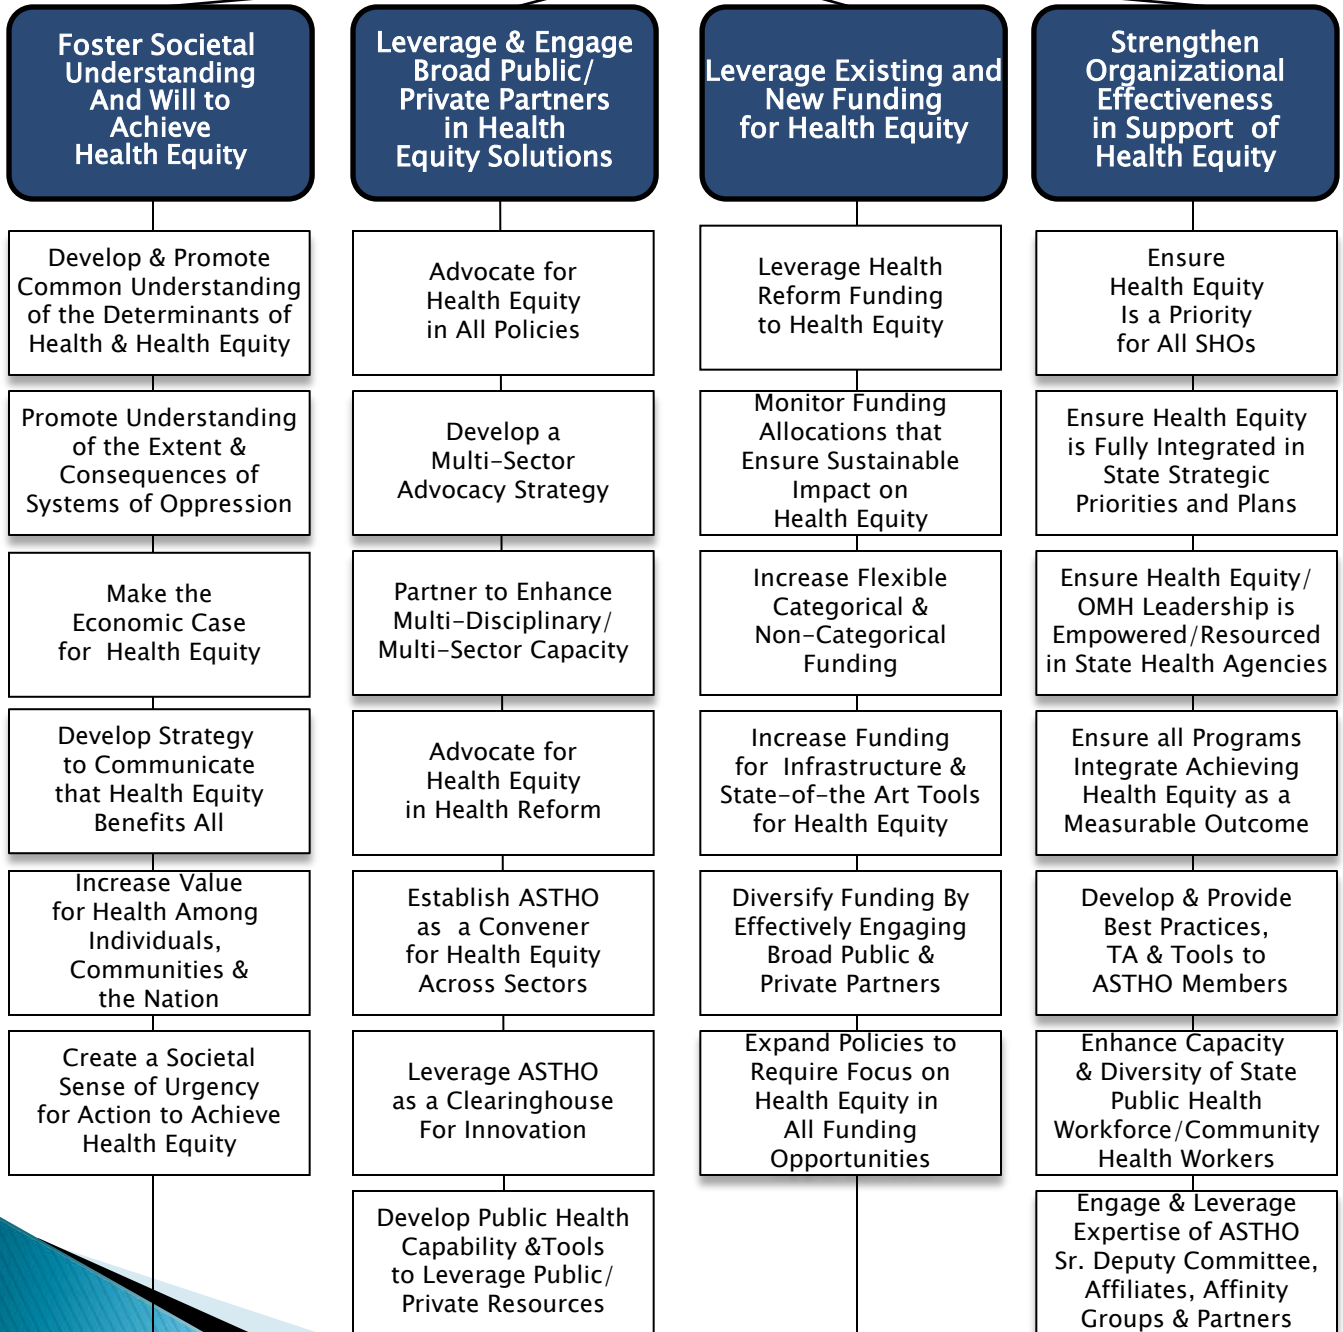 Foster Societal
Understanding
And Will to
Achieve
Health Equity
Develop & Promote
Common Understanding
of the Determinants of
Health & Health Equity
Promote Understanding
of the Extent &
Consequences of
Systems of Oppression
Make the
Economic Case
for Health Equity
Develop Strategy
to Communicate
that Health Equity
Benefits All
Increase Value
for Health Among
Individuals,
Communities &
the Nation
Create a Societal
Sense of Urgency
for Action to Achieve
Health Equity
Leverage & Engage
Broad Public/
Private Partners
in Health
Equity Solutions
Advocate for
Health Equity
in All Policies
Develop a
Multi-Sector
Advocacy Strategy
Partner to Enhance
Multi-Disciplinary/
Multi-Sector Capacity
Advocate for
Health Equity
in Health Reform
Establish ASTHO
as a Convener
for Health Equity
Across Sectors
Leverage ASTHO
as a Clearinghouse
For Innovation
Develop Public Health
Capability &Tools
to Leverage Public/
Private Resources
Leverage Existing and
New Funding
for Health Equity
Leverage Health
Reform Funding
to Health Equity
Monitor Funding
Allocations that
Ensure Sustainable
Impact on
Health Equity
Increase Flexible
Categorical &
Non-Categorical
Funding
Increase Funding
for Infrastructure &
State-of-the Art Tools
for Health Equity
Diversify Funding By
Effectively Engaging
Broad Public &
Private Partners
Expand Policies to
Require Focus on
Health Equity in
All Funding
Opportunities
Strengthen
Organizational
Effectiveness
in Support of
Health Equity
Ensure
Health Equity
Is a Priority
for All SHOs
Ensure Health Equity
is Fully Integrated in
State Strategic
Priorities and Plans
Ensure Health Equity/
OMH Leadership is
Empowered/Resourced
in State Health Agencies
Ensure all Programs
Integrate Achieving
Health Equity as a
Measurable Outcome
Develop & Provide
Best Practices,
TA & Tools to
ASTHO Members
Enhance Capacity
& Diversity of State
Public Health
Workforce/Community
Health Workers
Engage & Leverage
Expertise of ASTHO
Sr. Deputy Committee,
Affiliates, Affinity
Groups & Partners